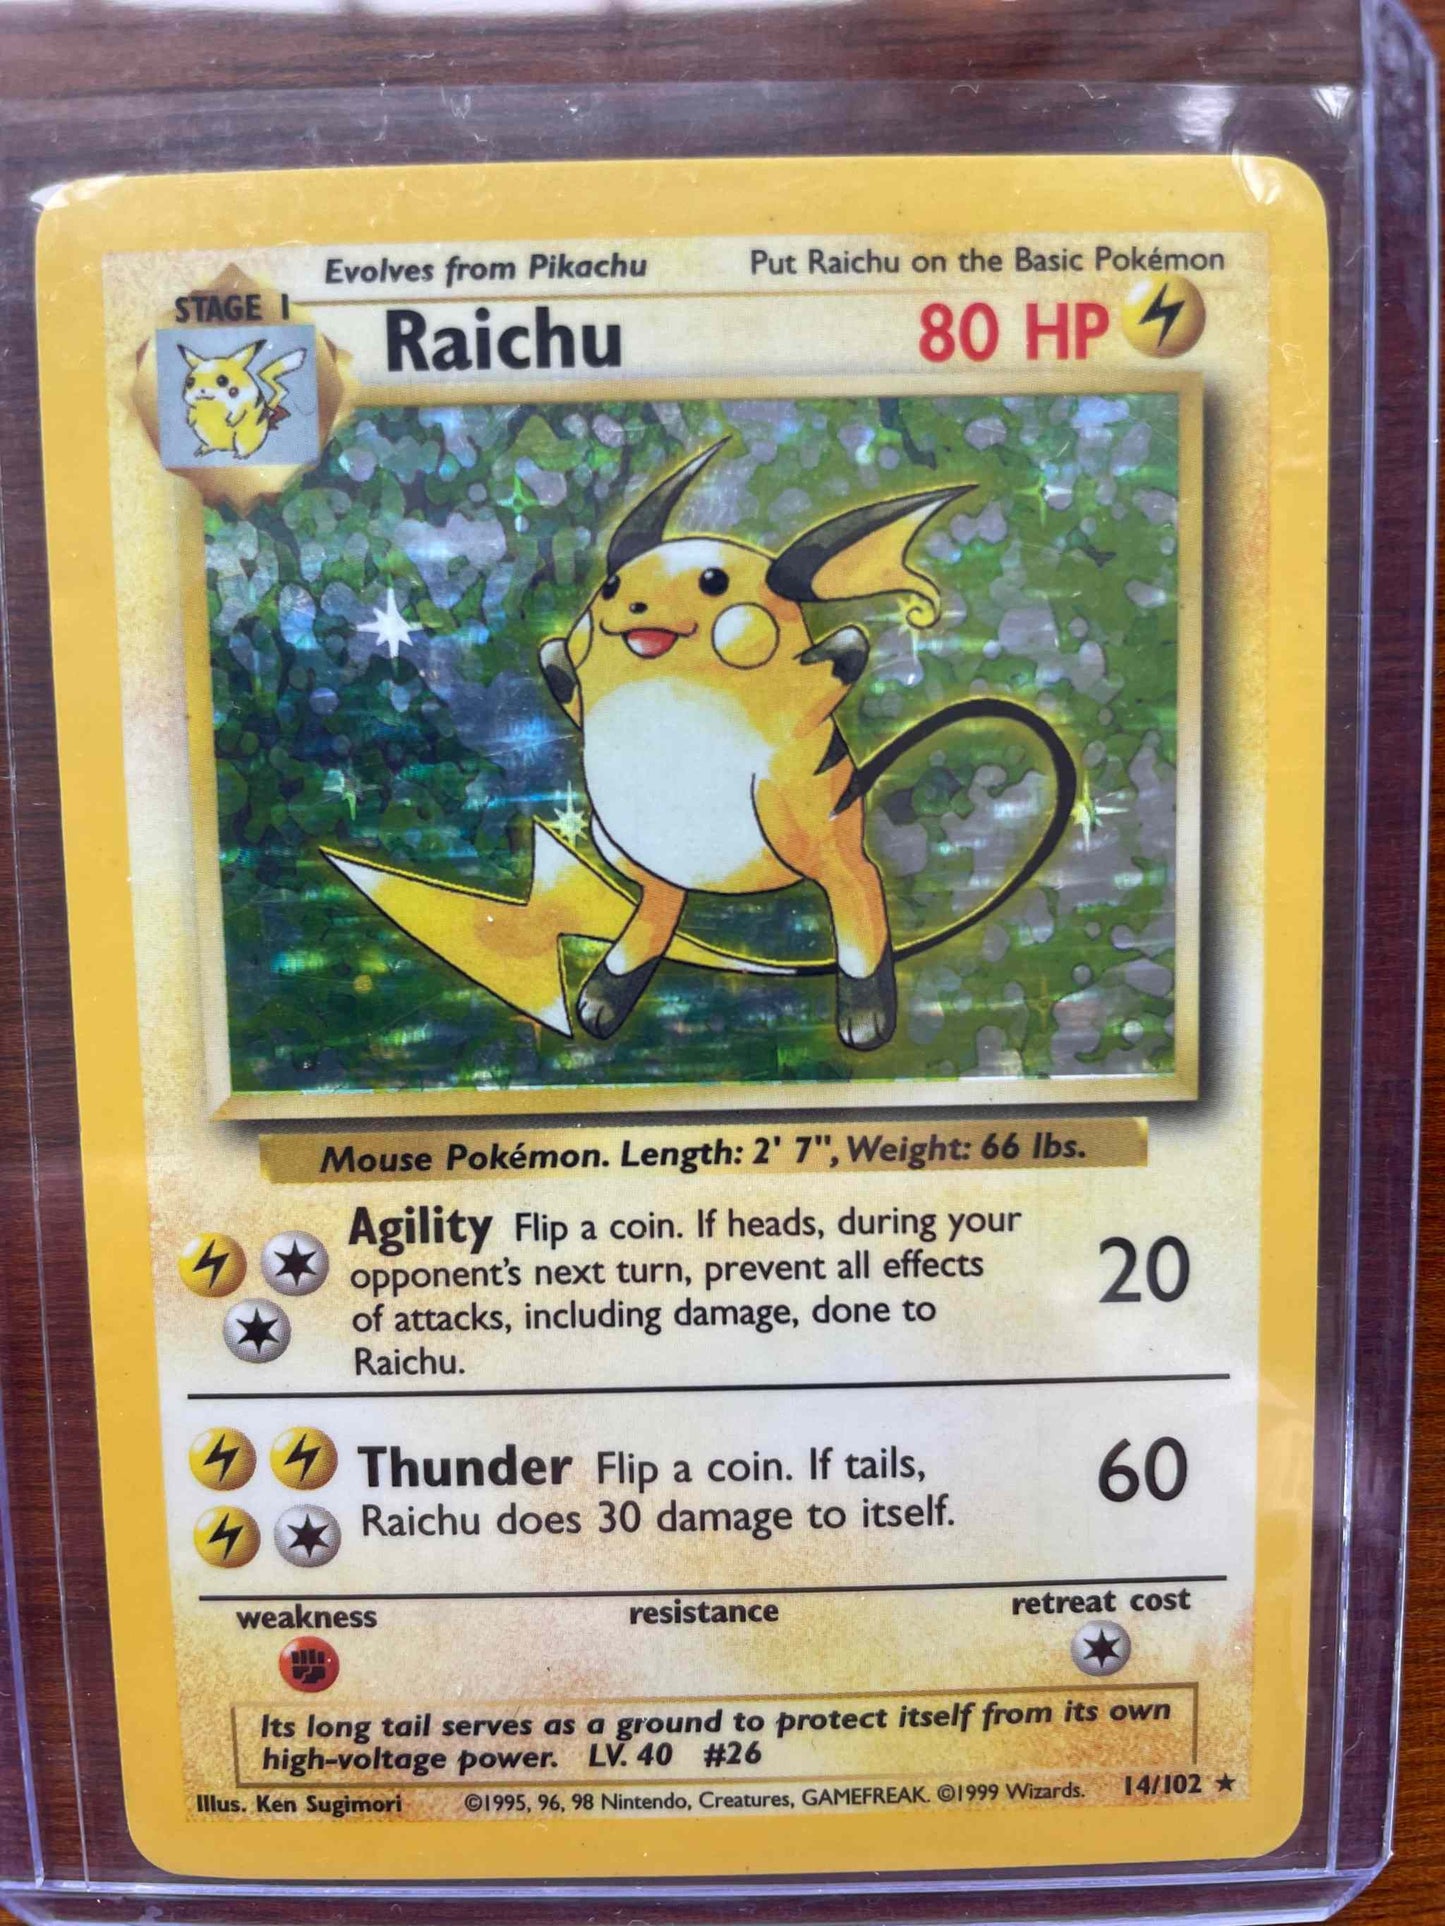 Evolves from Pikachu
Put Raichu on the Basic Pokémon
STAGE 1
Raichu
80 HP
Mouse Pokémon. Length: 2' 7", Weight: 66 lbs.
Agility Flip a coin. If heads, during your
opponent's next turn, prevent all effects
of attacks, including damage, done to
Raichu.
20
Thunder Flip a coin. If tails,
Raichu does 30 damage to itself.
60
weakness
resistance
retreat cost
Its long tail serves as a ground to protect itself from its own
high-voltage power. LV. 40 #26
Illus. Ken Sugimori
©1995, 96, 98 Nintendo, Creatures, GAMEFREAK. ©1999 Wizards.
14/102 ★